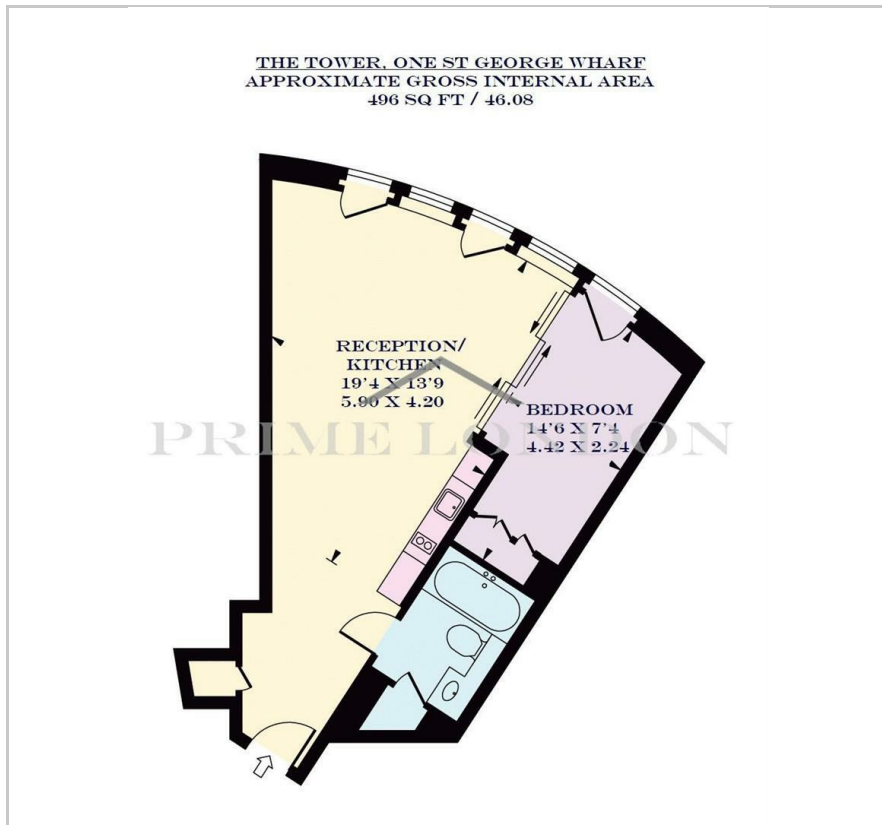 THE TOWER, ONE ST GEORGE WHARF
APPROXIMATE GROSS INTERNAL AREA
496 SQ FT / 46.08
RECEPTION/
KITCHEN
19'4 X 13'9
5.90 X 4.20
BEDROOM
14'6 X 7'4
4.42 X 2.24
PRIME LONDON